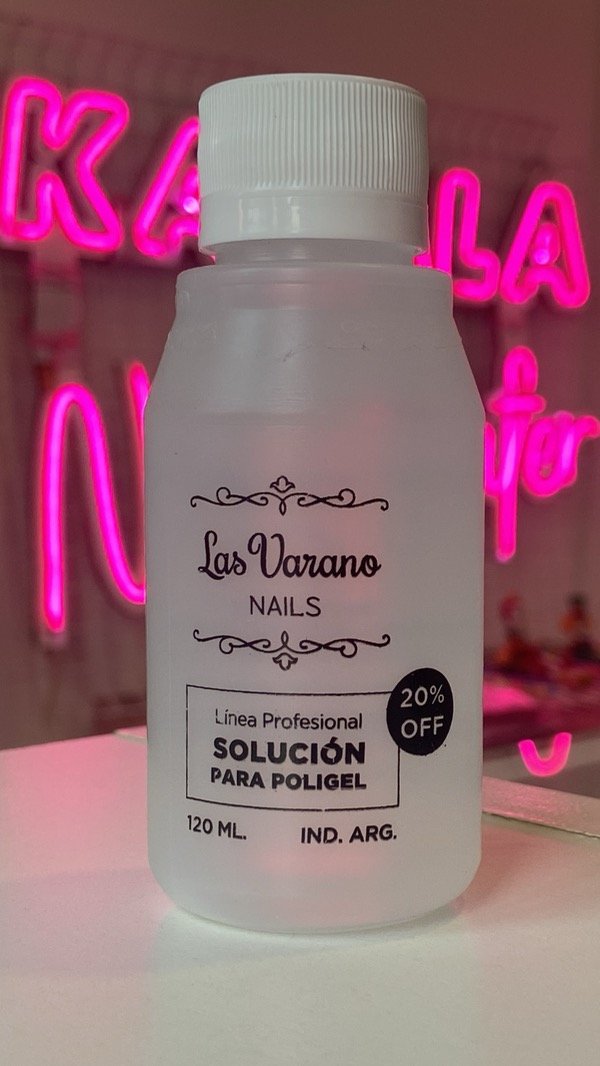 Las Varano
NAILS
Línea Profesional
SOLUCIÓN
PARA POLIGEL
20%
OFF
120 ML.
IND. ARG.